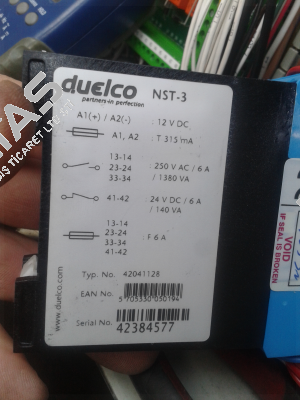 duelco NST-3
partners-in perfection
A1(+) / A2(-) : 12 V DC
A1, A2 : T 315 mA
13-14
23-24 : 250 V AC / 6 A
33-34 / 1380 VA
41-42 : 24 V DC / 6 A
/ 140 VA
13-14
23-24
33-34 : F 6 A
41-42
Typ. No. 42041128
EAN No.
5 703330 050194
Serial No.
42384577
www.duelco.com
VOID
IF SEAL IS BROKEN